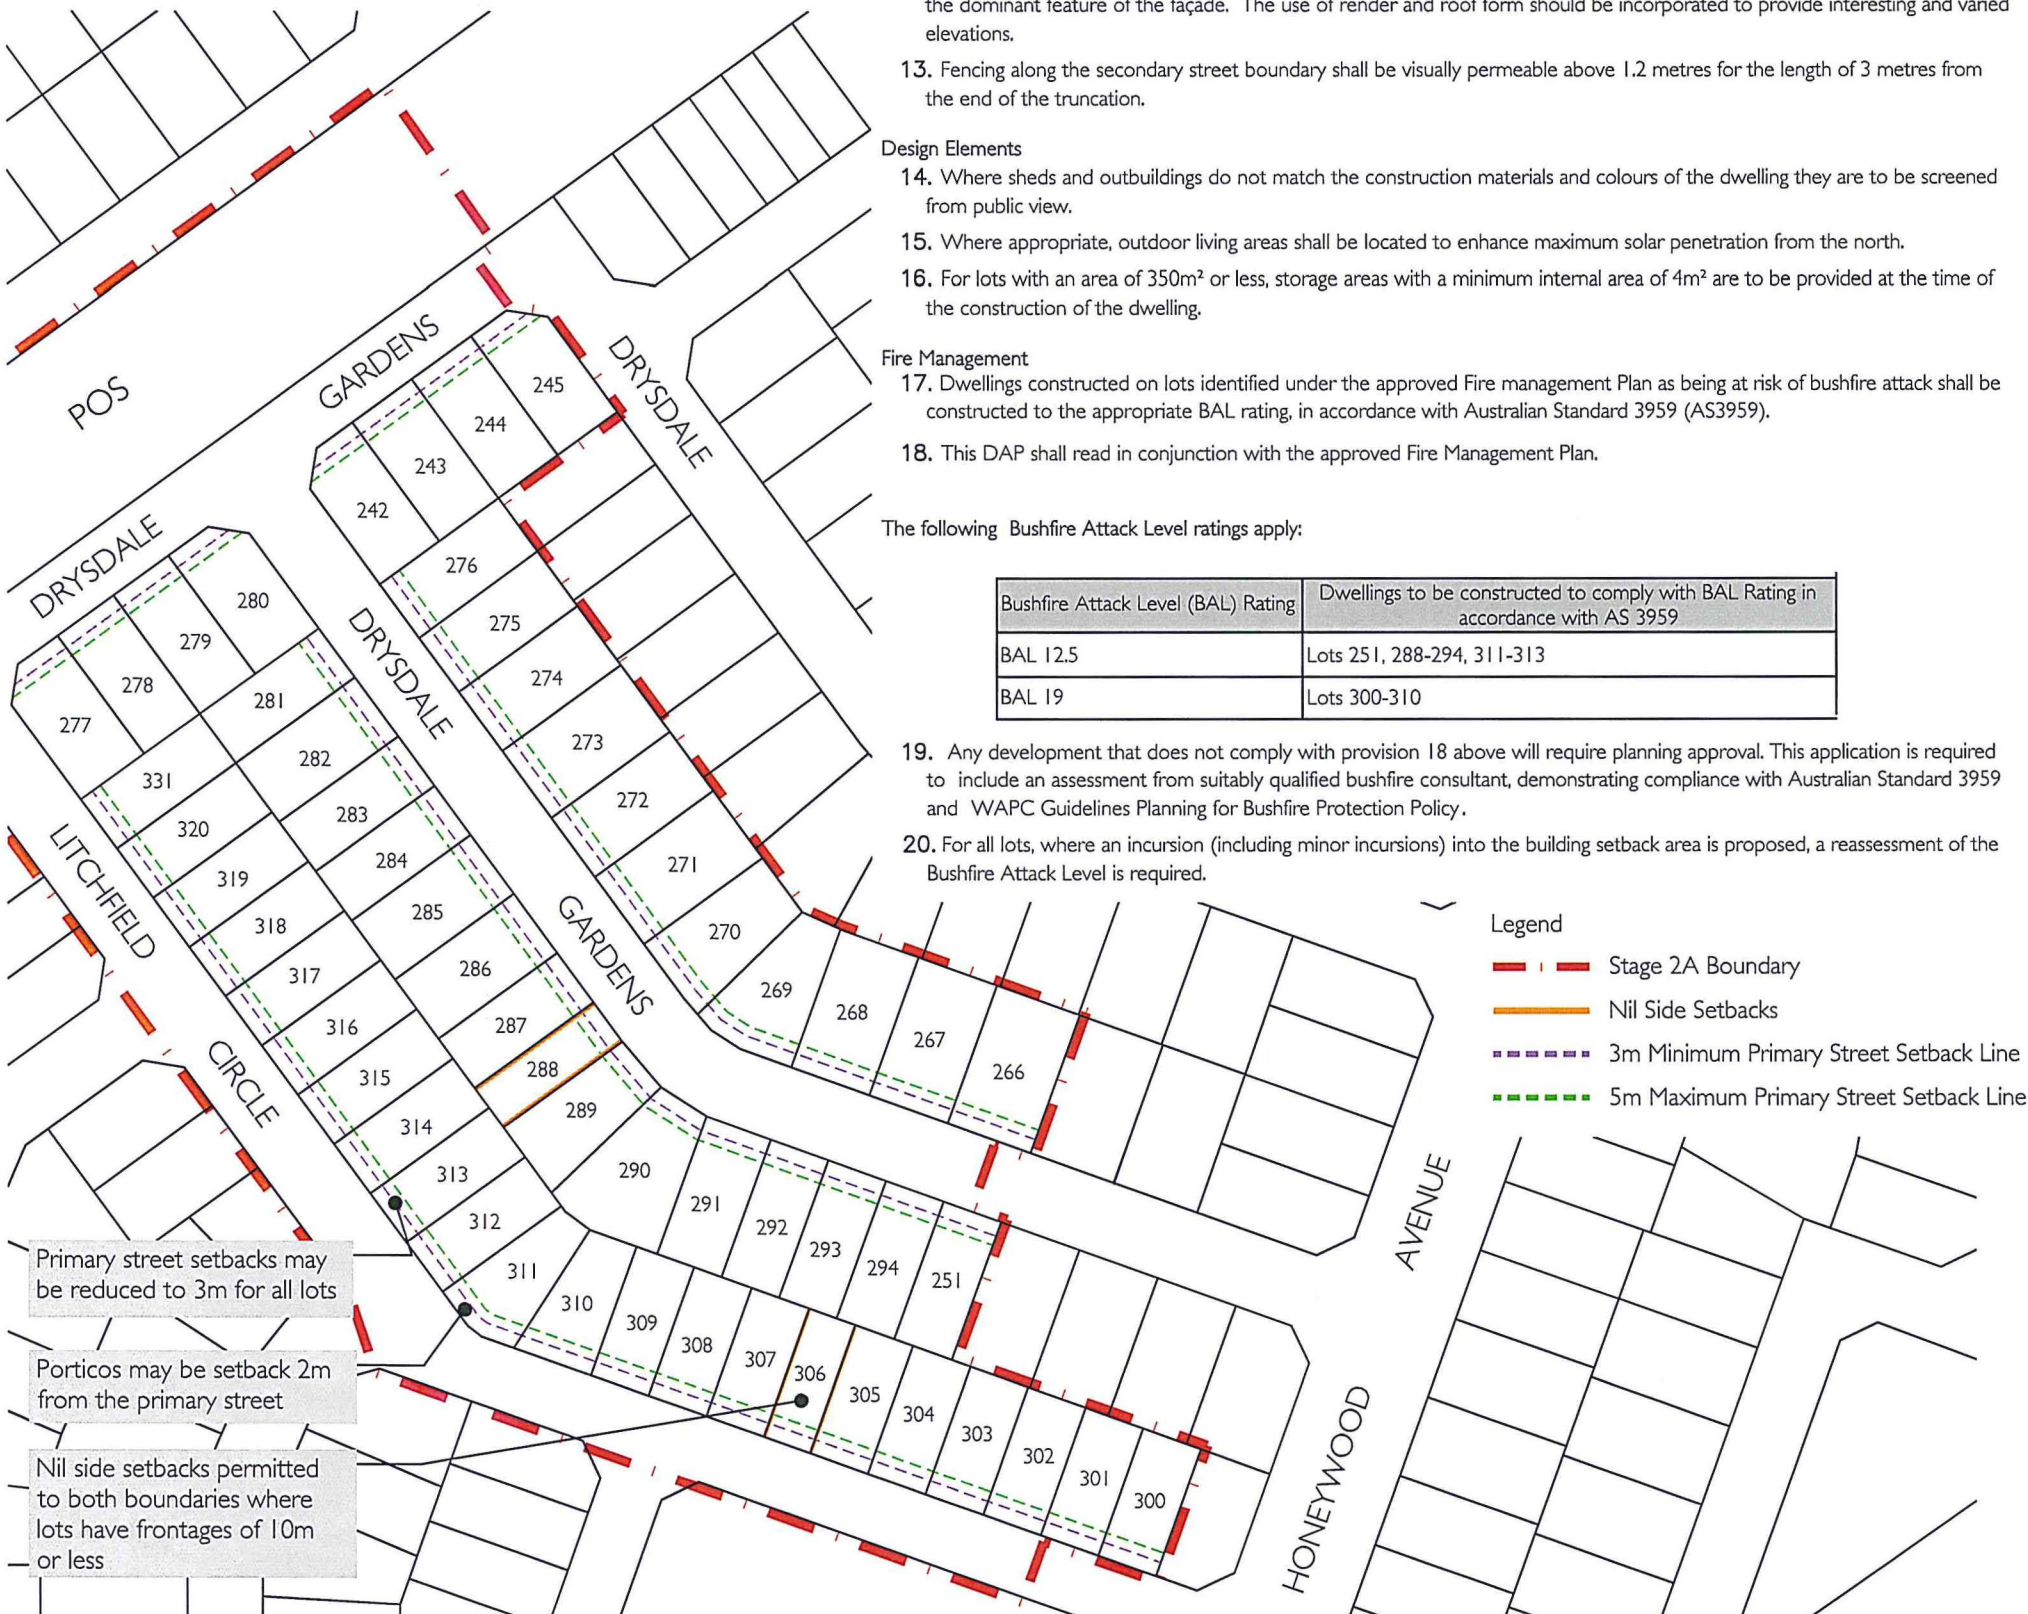 the dominant feature of the façade. The use of render and roof form should be incorporated to provide interesting and varied
elevations.
13. Fencing along the secondary street boundary shall be visually permeable above 1.2 metres for the length of 3 metres from
the end of the truncation.
Design Elements
14. Where sheds and outbuildings do not match the construction materials and colours of the dwelling they are to be screened
from public view.
15. Where appropriate, outdoor living areas shall be located to enhance maximum solar penetration from the north.
16. For lots with an area of 350m² or less, storage areas with a minimum internal area of 4m² are to be provided at the time of
the construction of the dwelling.
Fire Management
17. Dwellings constructed on lots identified under the approved Fire management Plan as being at risk of bushfire attack shall be
constructed to the appropriate BAL rating, in accordance with Australian Standard 3959 (AS3959).
18. This DAP shall read in conjunction with the approved Fire Management Plan.
The following Bushfire Attack Level ratings apply:
Bushfire Attack Level (BAL) Rating
Dwellings to be constructed to comply with BAL Rating in
accordance with AS 3959
BAL 12.5
Lots 251, 288-294, 311-313
BAL 19
Lots 300-310
19. Any development that does not comply with provision 18 above will require planning approval. This application is required
to include an assessment from suitably qualified bushfire consultant, demonstrating compliance with Australian Standard 3959
and WAPC Guidelines Planning for Bushfire Protection Policy.
20. For all lots, where an incursion (including minor incursions) into the building setback area is proposed, a reassessment of the
Bushfire Attack Level is required.
Legend
Stage 2A Boundary
Nil Side Setbacks
3m Minimum Primary Street Setback Line
5m Maximum Primary Street Setback Line
POS
DRYSDALE
GARDENS
DRYSDALE
DRYSDALE
GARDENS
LITCHFIELD
CIRCLE
HONEYWOOD
AVENUE
245
244
243
242
276
275
274
273
272
271
270
269
268
267
266
280
279
278
277
281
282
283
284
285
286
287
288
289
290
291
292
293
294
251
331
320
319
318
317
316
315
314
313
312
311
310
309
308
307
306
305
304
303
302
301
300
Primary street setbacks may
be reduced to 3m for all lots
Porticos may be setback 2m
from the primary street
Nil side setbacks permitted
to both boundaries where
lots have frontages of 10m
or less